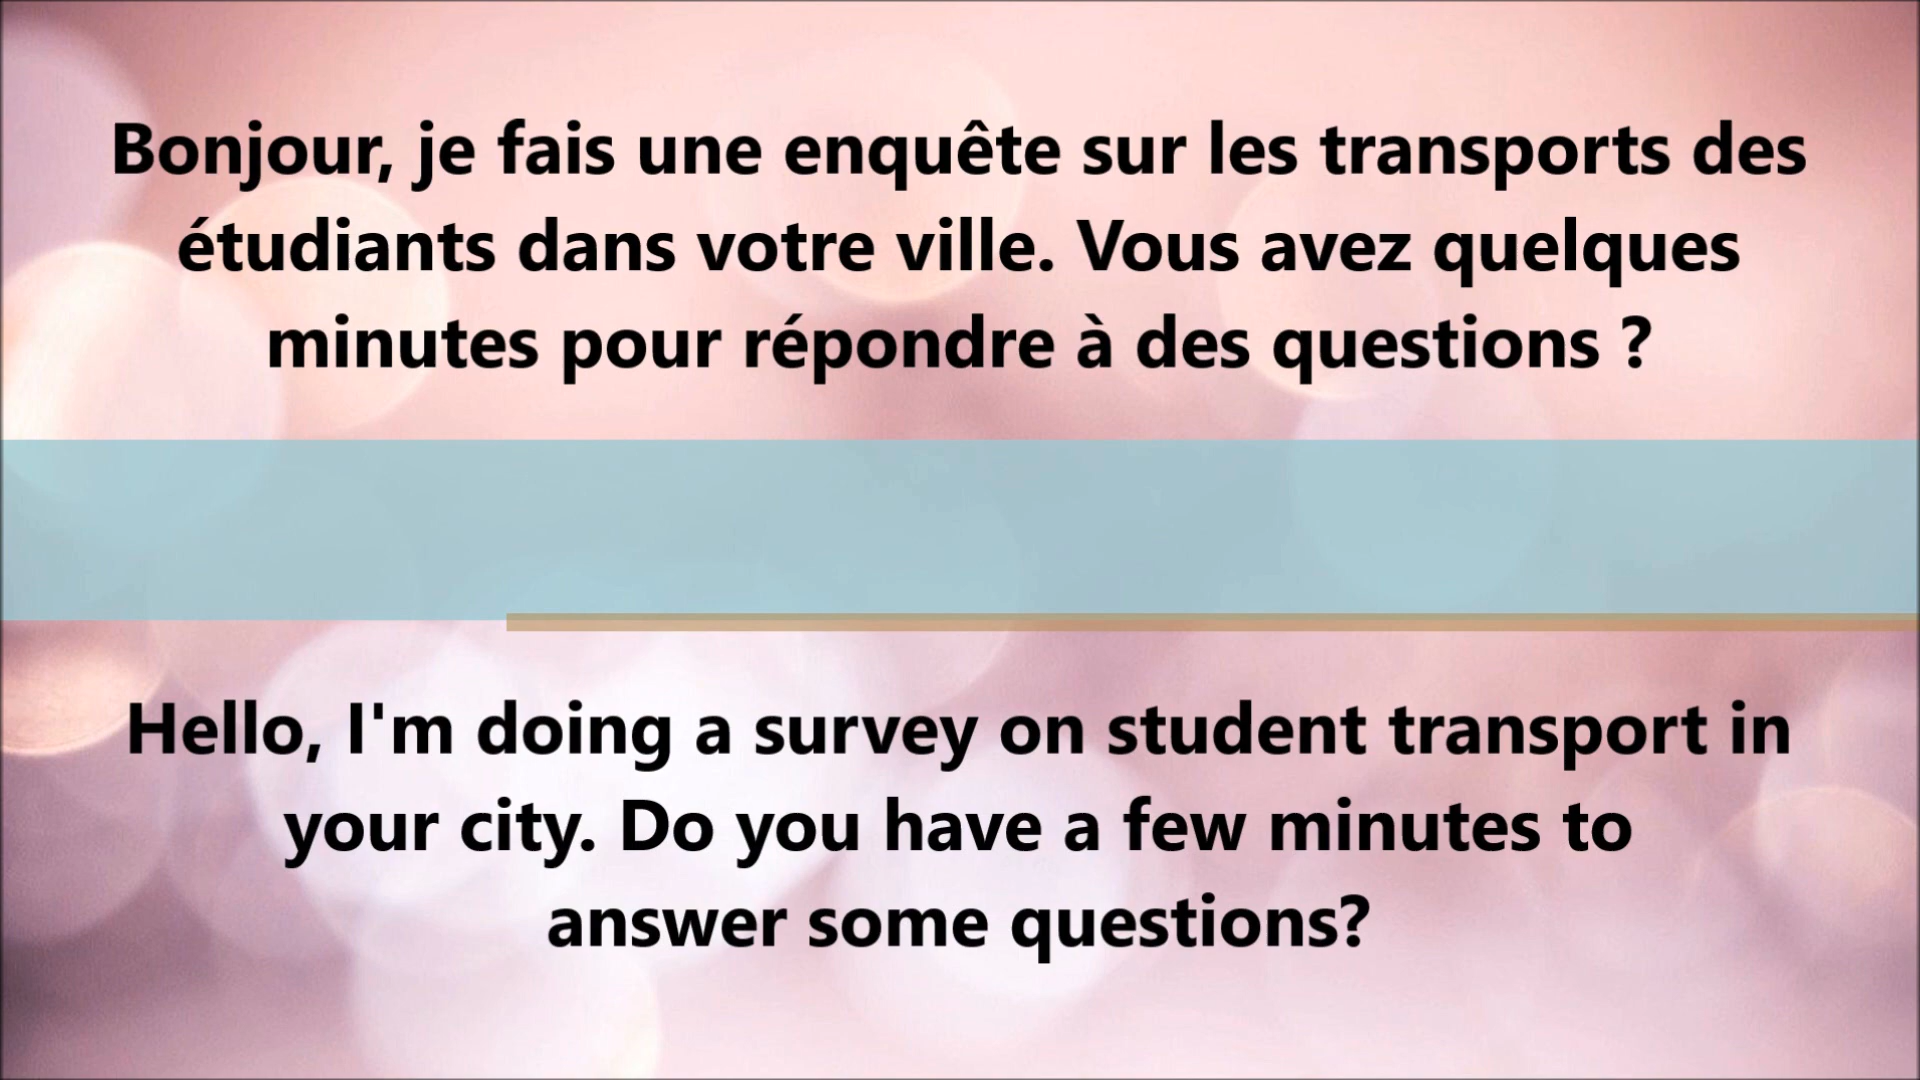 Bonjour, je fais une enquête sur les transports des
étudiants dans votre ville. Vous avez quelques
minutes pour répondre à des questions ?
Hello, I'm doing a survey on student transport in
your city. Do you have a few minutes to
answer some questions?